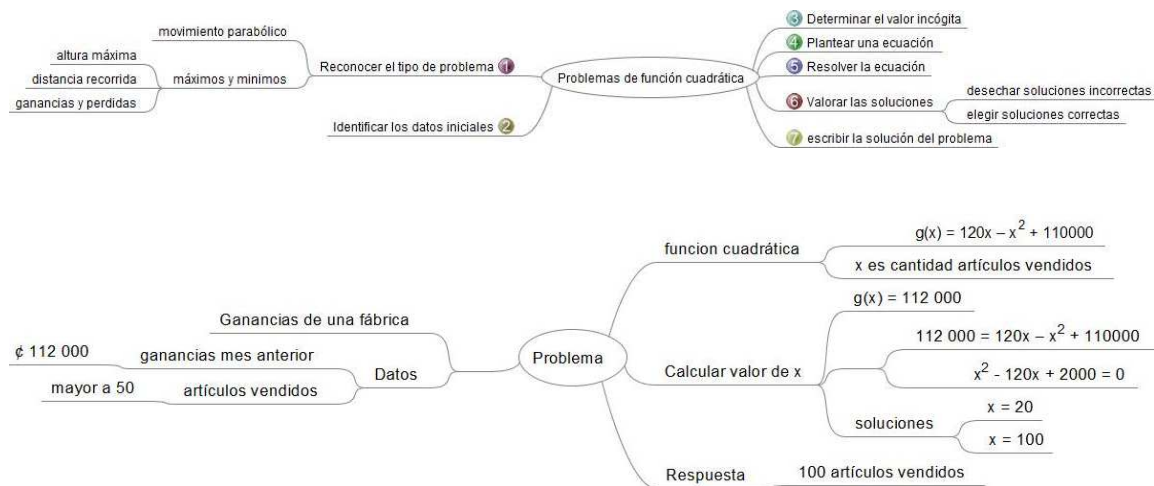 Problemas de función cuadrática
Reconocer el tipo de problema 1
movimiento parabólico
máximos y minimos
altura máxima
distancia recorrida
ganancias y perdidas
Identificar los datos iniciales 2
3 Determinar el valor incógita
4 Plantear una ecuación
5 Resolver la ecuación
6 Valorar las soluciones
desechar soluciones incorrectas
elegir soluciones correctas
7 escribir la solución del problema
Problema
Ganancias de una fábrica
Datos
ganancias mes anterior
¢ 112 000
artículos vendidos
mayor a 50
funcion cuadrática
g(x) = 120x – x² + 110000
x es cantidad artículos vendidos
Calcular valor de x
g(x) = 112 000
112 000 = 120x – x² + 110000
x² - 120x + 2000 = 0
soluciones
x = 20
x = 100
Respuesta
100 artículos vendidos